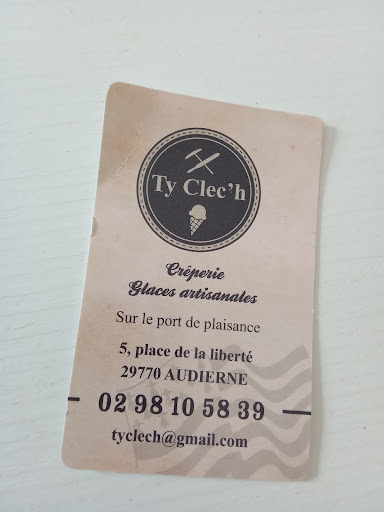 Ty Clec'h
Crêperie
Glaces artisanales
Sur le port de plaisance
5, place de la liberté
29770 AUDIERNE
02 98 10 58 39
tyclech@gmail.com